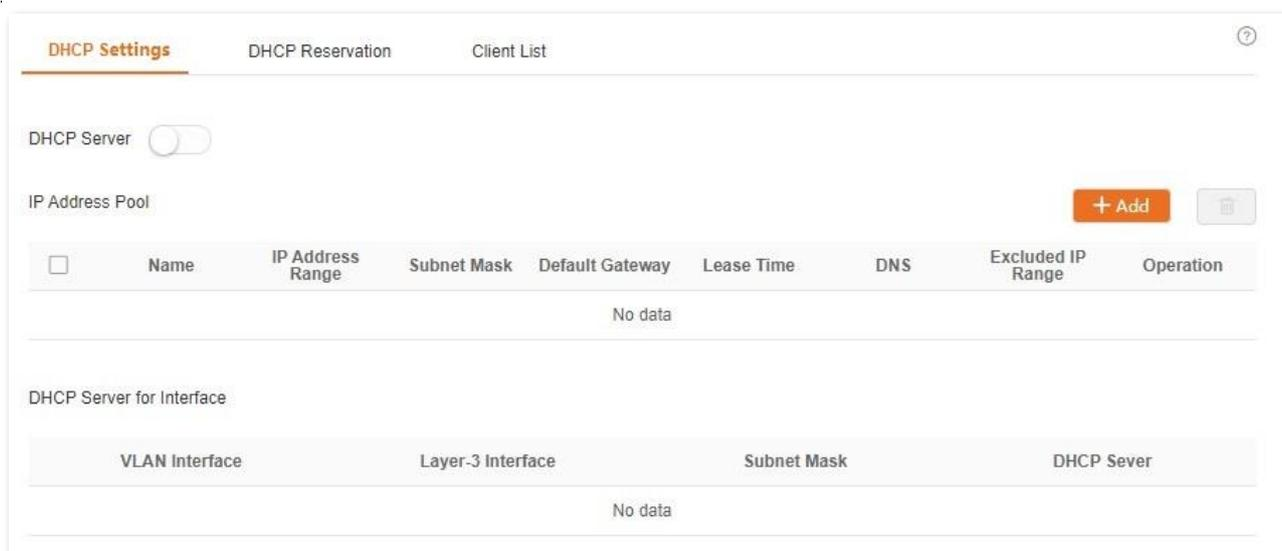 DHCP Settings DHCP Reservation Client List ?
DHCP Server
IP Address Pool + Add
Name IP Address Range Subnet Mask Default Gateway Lease Time DNS Excluded IP Range Operation
No data
DHCP Server for Interface
VLAN Interface Layer-3 Interface Subnet Mask DHCP Sever
No data